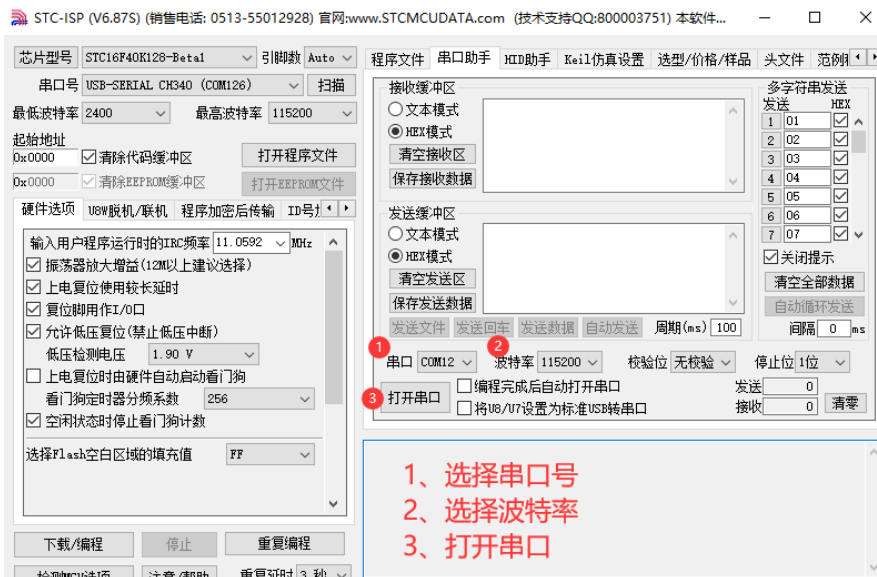 STC-ISP (V6.87S) (销售电话: 0513-55012928) 官网:www.STCMCUDATA.com (技术支持QQ:800003751) 本软件...
芯片型号 STC16F40K128-Beta1 引脚数 Auto
串口号 USB-SERIAL CH340 (COM126) 扫描
最低波特率 2400 最高波特率 115200
起始地址
0x0000 清除代码缓冲区 打开程序文件
0x0000 清除EEPROM缓冲区 打开EEPROM文件
硬件选项 U8W脱机/联机 程序加密后传输
输入用户程序运行时的IRC频率 11.0592 MHz
振荡器放大增益(12M以上建议选择)
上电复位使用较长延时
复位脚用作I/O口
允许低压复位(禁止低压中断)
低压检测电压 1.90 V
上电复位时由硬件自动启动看门狗
看门狗定时器分频系数 256
空闲状态时停止看门狗计数
选择Flash空白区域的填充值 FF
下载/编程 停止 重复编程
检测MCU选项 注意/帮助 重复延时 3 秒
程序文件 串口助手 HID助手 Keil仿真设置 选型/价格/样品 头文件
接收缓冲区
文本模式
HEX模式
清空接收区
保存接收数据
发送缓冲区
文本模式
HEX模式
清空发送区
保存发送数据
发送文件 发送回车 发送数据 自动发送 周期(ms) 100
多字符串发送
发送 HEX
1 01
2 02
3 03
4 04
5 05
6 06
7 07
关闭提示
清空全部数据
自动循环发送
间隔 0 ms
1 2
串口 COM12 波特率 115200 校验位 无校验 停止位 1位
3 打开串口 编程完成后自动打开串口 发送 0
将U8/U7设置为标准USB转串口 接收 0 清零
1、选择串口号
2、选择波特率
3、打开串口